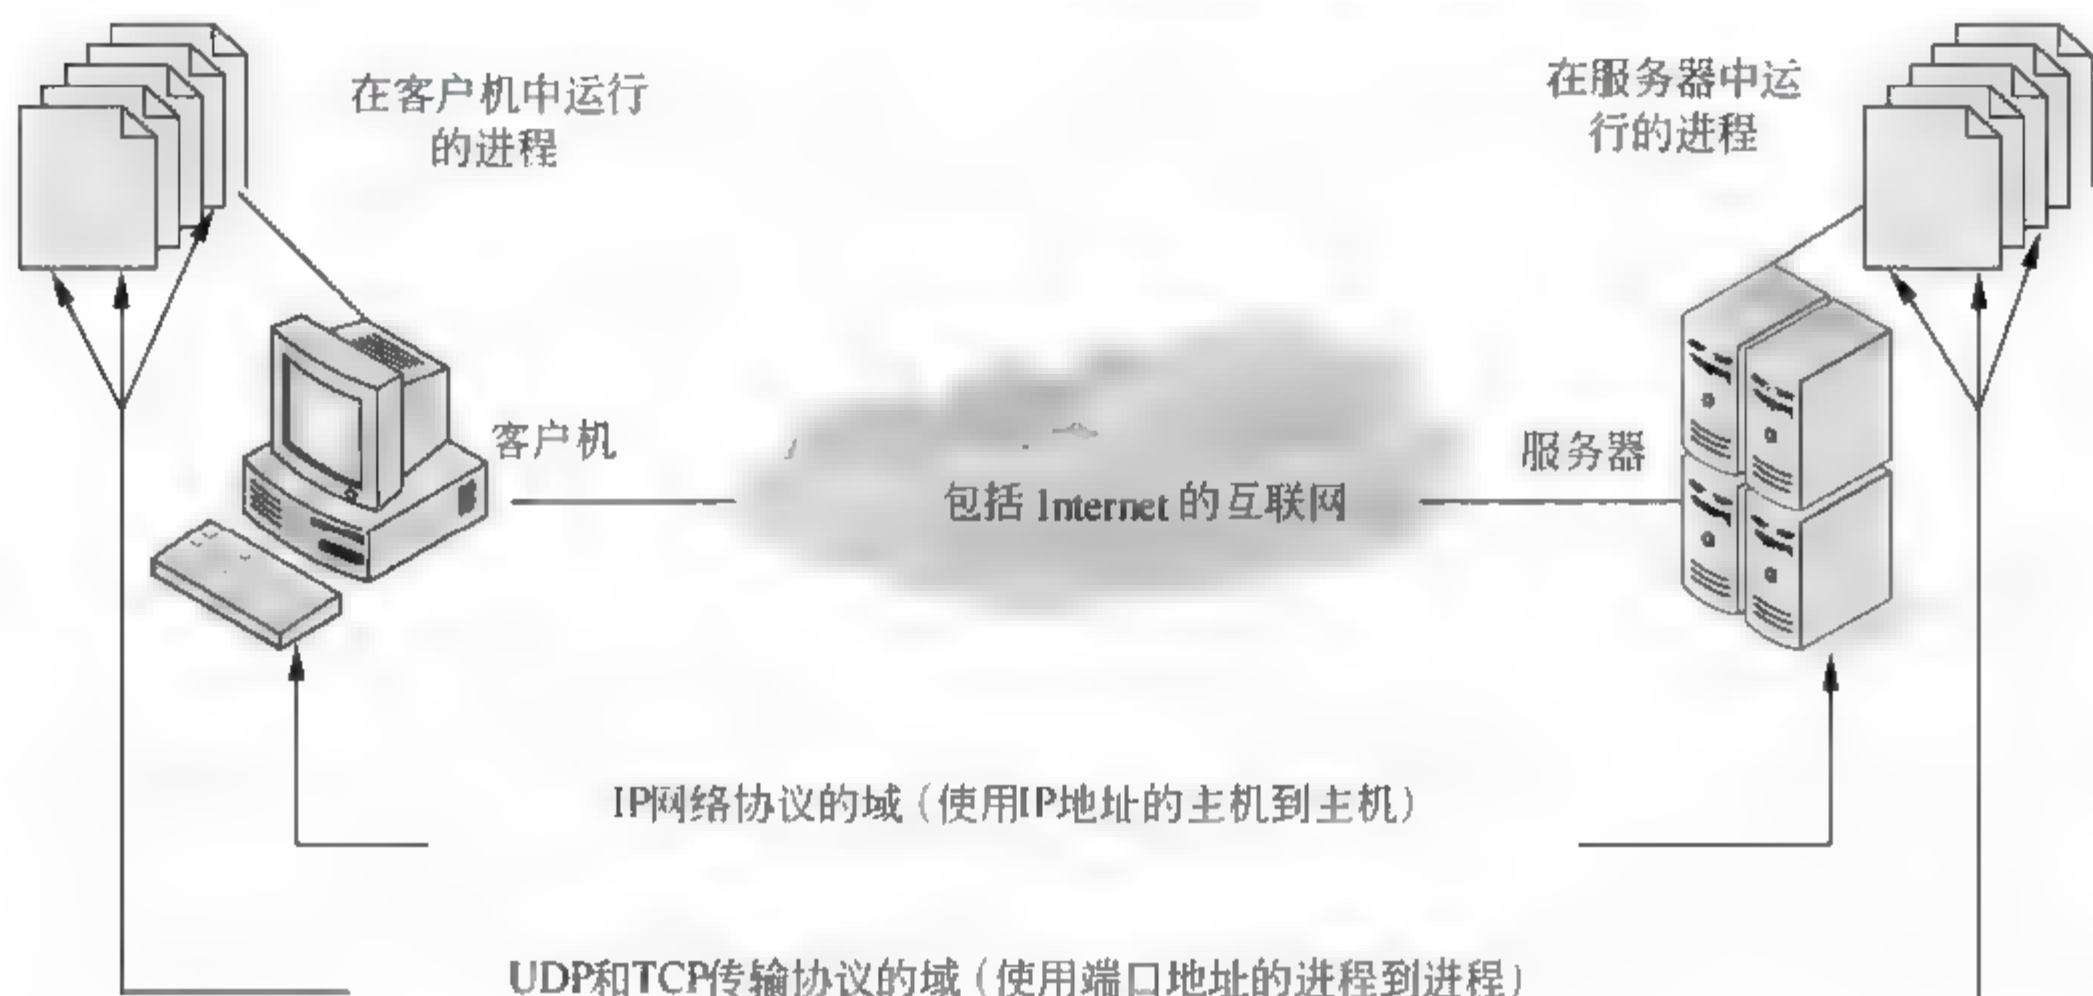 在客户机中运行
的进程
在服务器中运
行的进程
客户机
服务器
包括 Internet 的互联网
IP网络协议的域（使用IP地址的主机到主机）
UDP和TCP传输协议的域（使用端口地址的进程到进程）